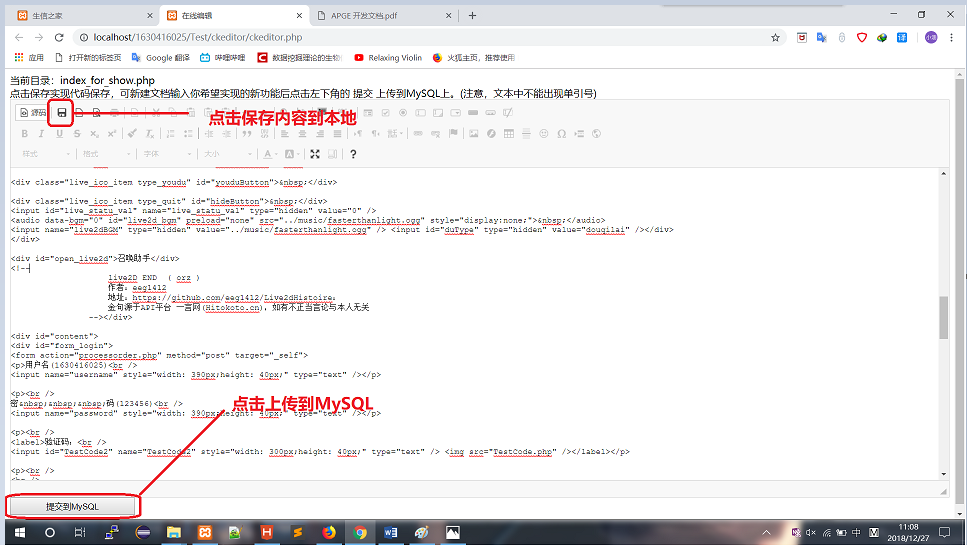 生信之家
在线编辑
APGE 开发文档.pdf
MySQL
localhost/1630416025/Test/ckeditor/ckeditor.php
应用
打开新的标签页
Google 翻译
哔哩哔哩
数据挖掘理论的生物
Relaxing Violin
火狐主页，推荐使用
当前目录：index_for_show.php
点击保存实现代码保存，可新建文档输入你希望实现的新功能后点击左下角的 提交 上传到MySQL上。(注意，文本中不能出现单引号)
源码
点击保存内容到本地
样式
格式
字体
大小
<div class="live_ico_item type_youdu" id="youduButton">&nbsp;</div>
<div class="live_ico_item type_quit" id="hideButton">&nbsp;</div>
<input id="live_statu_val" name="live_statu_val" type="hidden" value="0" />
<audio data-bgm="0" id="live2d_bgm" preload="none" src="../music/fasterthanlight.ogg" style="display:none;">&nbsp;</audio>
<input name="live2dBGM" type="hidden" value="../music/fasterthanlight.ogg" /> <input id="duType" type="hidden" value="douqilai" /></div>
</div>
<div id="open_live2d">召唤助手</div>
<!--
live2D END （ orz ）
作者：eeg1412
地址：https://github.com/eeg1412/Live2dHistoire；
金句源于API平台 一言网(Hitokoto.cn)，如有不正当言论与本人无关
--></div>
<div id="content">
<div id="form_login">
<form action="processorder.php" method="post" target="_self">
<p>用户名(1630416025)<br />
<input name="username" style="width: 390px;height: 40px;" type="text" /></p>
<p><br />
密&nbsp;&nbsp;&nbsp;码(123456)<br />
点击上传到MySQL
<input name="password" style="width: 390px;height: 40px;" type="text" /></p>
<p><br />
<label>验证码：<br />
<input id="TestCode2" name="TestCode2" style="width: 300px;height: 40px;" type="text" /> <img src="TestCode.php" /></label></p>
<p><br />
<br />
提交到MySQL
11:08
2018/12/27